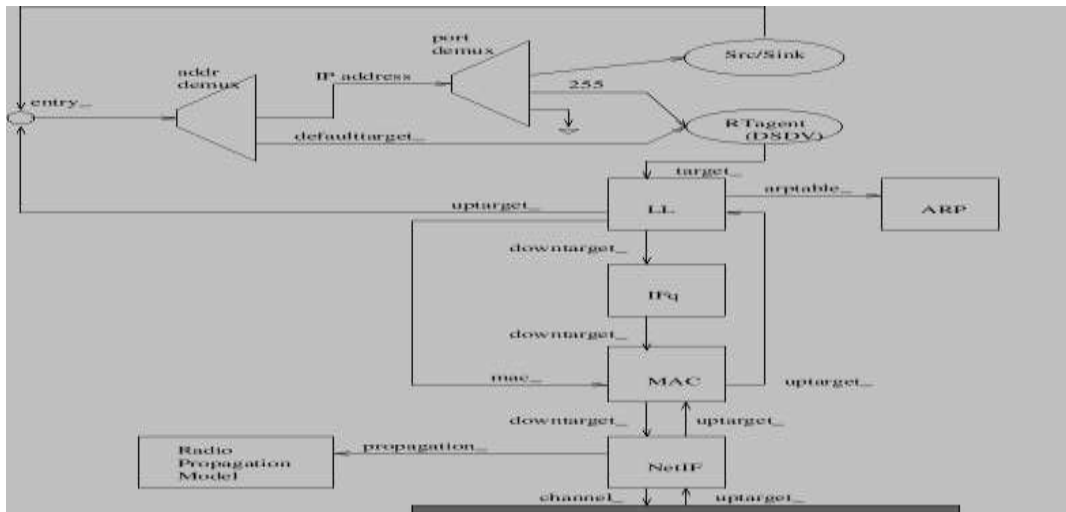 port
demux
Src/Sink
addr
demux
IP address
255
entry_
defaulttarget_
RTagent
(DSDV)
target_
arptable_
uptarget_
LL
ARP
downtarget_
IFq
downtarget_
mac_
MAC
uptarget_
downtarget_
uptarget_
propagation_
Radio
Propagation
Model
NetIF
channel_
uptarget_